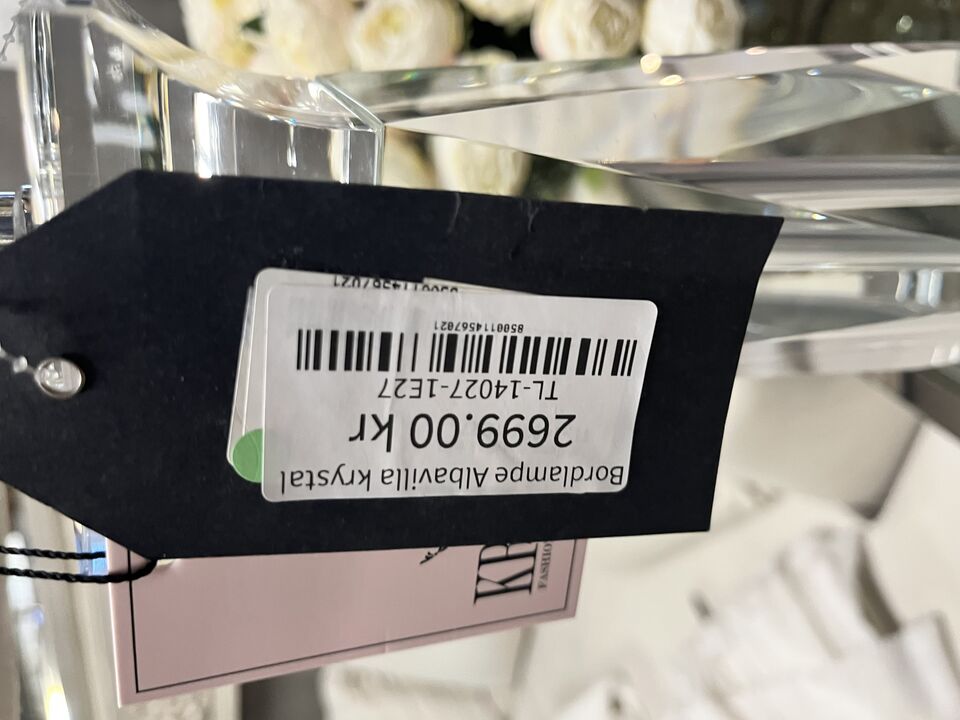 Bordlampe Albavilla krystal
2699.00 kr
TL-14027-1E27
8500114567021